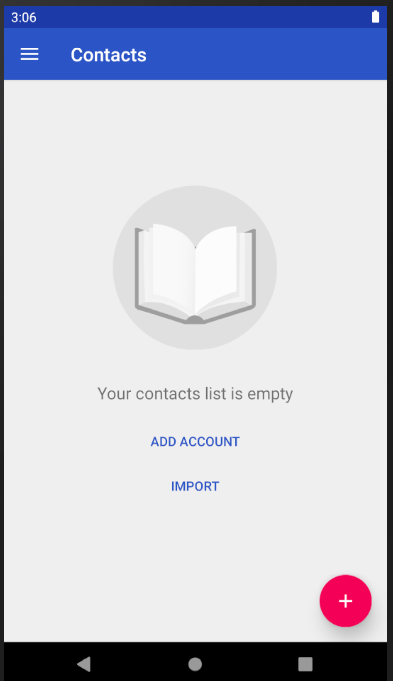 3:06
Contacts
Your contacts list is empty
ADD ACCOUNT
IMPORT